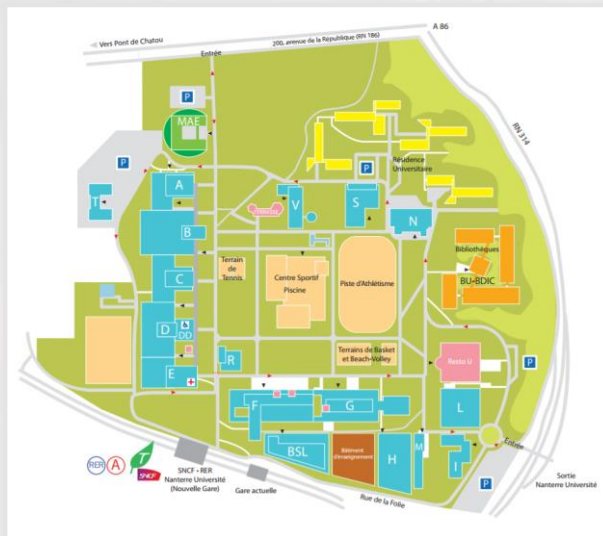 A 86
Vers Pont de Chatou
200, avenue de la République (RN 186)
Entrée
RN 314
P
MAE
P
P
Résidence
Universitaire
A
T
V
S
N
B
Bibliothèques
BU-BDIC
Terrain
de
Tennis
Centre Sportif
Piscine
Piste d'Athlétisme
C
D
DD
E
R
Terrains de Basket
et Beach-Volley
Resto U
P
F
G
L
BSL
Bâtiment
d'enseignement
H
M
I
Entrée
P
RER
A
T
SNCF
SNCF - RER
Nanterre Université
(Nouvelle Gare)
Gare actuelle
Rue de la Folie
Sortie
Nanterre Université